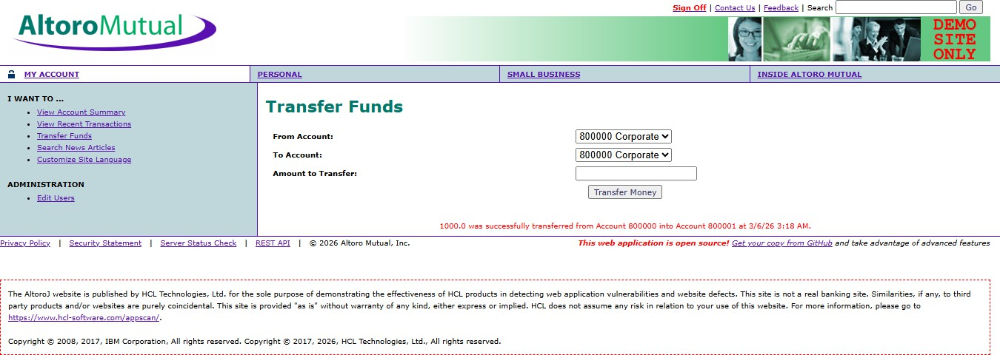 Sign Off | Contact Us | Feedback | Search Go
AltoroMutual
DEMO
SITE
ONLY
MY ACCOUNT PERSONAL SMALL BUSINESS INSIDE ALTORO MUTUAL
I WANT TO ...
• View Account Summary
• View Recent Transactions
• Transfer Funds
• Search News Articles
• Customize Site Language
ADMINISTRATION
• Edit Users
Transfer Funds
From Account: 800000 Corporate
To Account: 800000 Corporate
Amount to Transfer:
Transfer Money
1000.0 was successfully transferred from Account 800000 into Account 800001 at 3/6/26 3:18 AM.
Privacy Policy | Security Statement | Server Status Check | REST API | © 2026 Altoro Mutual, Inc. This web application is open source! Get your copy from GitHub and take advantage of advanced features
The AltoroJ website is published by HCL Technologies, Ltd. for the sole purpose of demonstrating the effectiveness of HCL products in detecting web application vulnerabilities and website defects. This site is not a real banking site. Similarities, if any, to third
party products and/or websites are purely coincidental. This site is provided "as is" without warranty of any kind, either express or implied. HCL does not assume any risk in relation to your use of this website. For more information, please go to
https://www.hcl-software.com/appscan/.
Copyright © 2008, 2017, IBM Corporation, All rights reserved. Copyright © 2017, 2026, HCL Technologies, Ltd., All rights reserved.